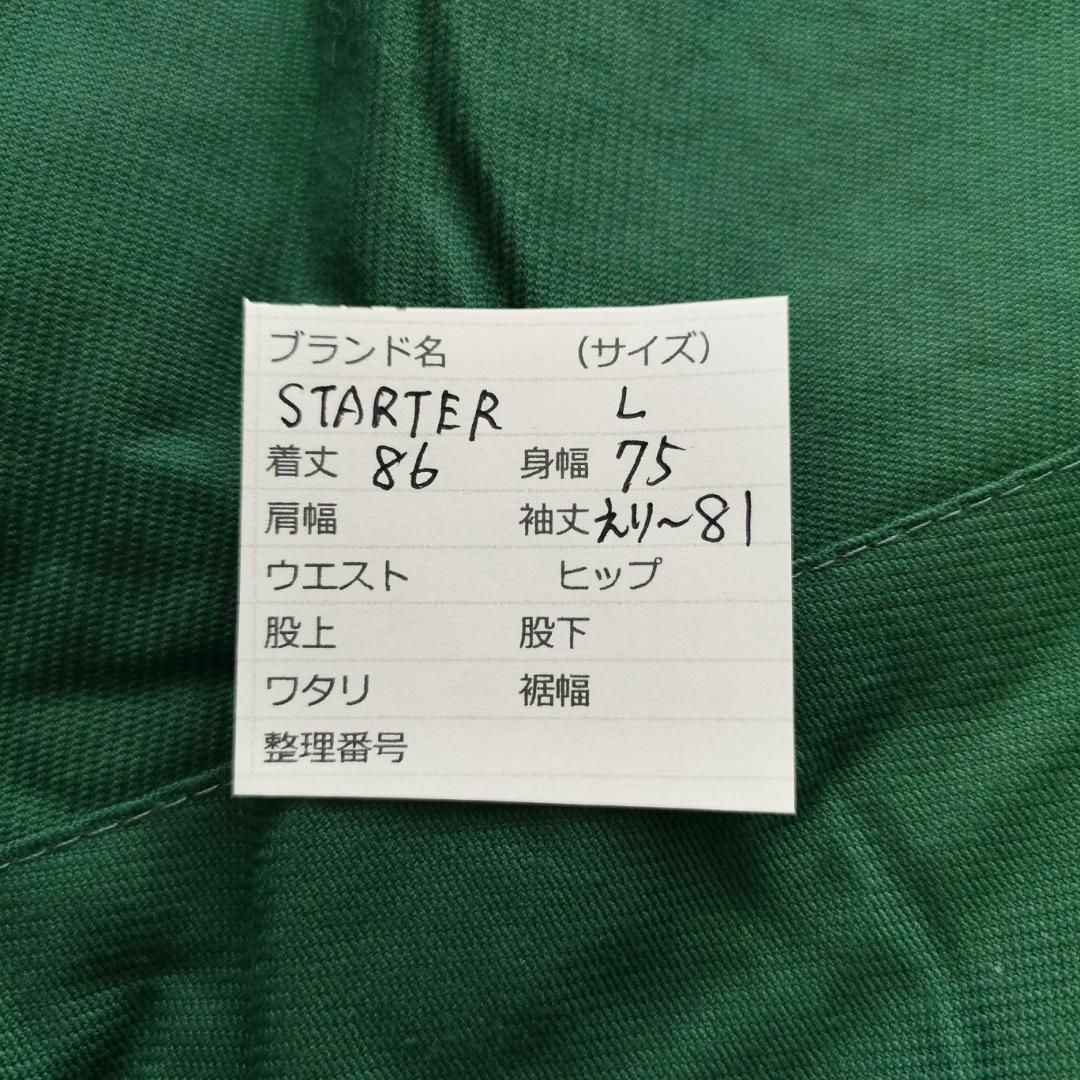 ブランド名 (サイズ)
STARTER L
着丈 86 身幅 75
肩幅 袖丈 えり～81
ウエスト ヒップ
股上 股下
ワタリ 裾幅
整理番号